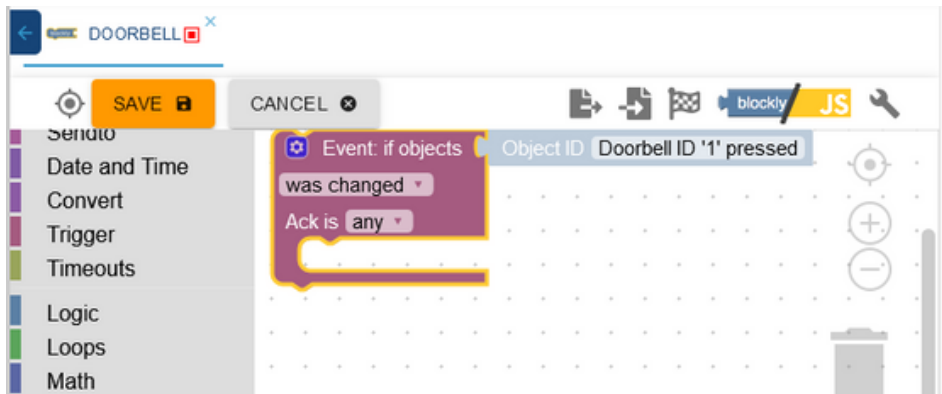 DOORBELL
SAVE
CANCEL
blockly
JS
Sendto
Date and Time
Convert
Trigger
Timeouts
Logic
Loops
Math
Event: if objects
Object ID Doorbell ID '1' pressed
was changed
Ack is any